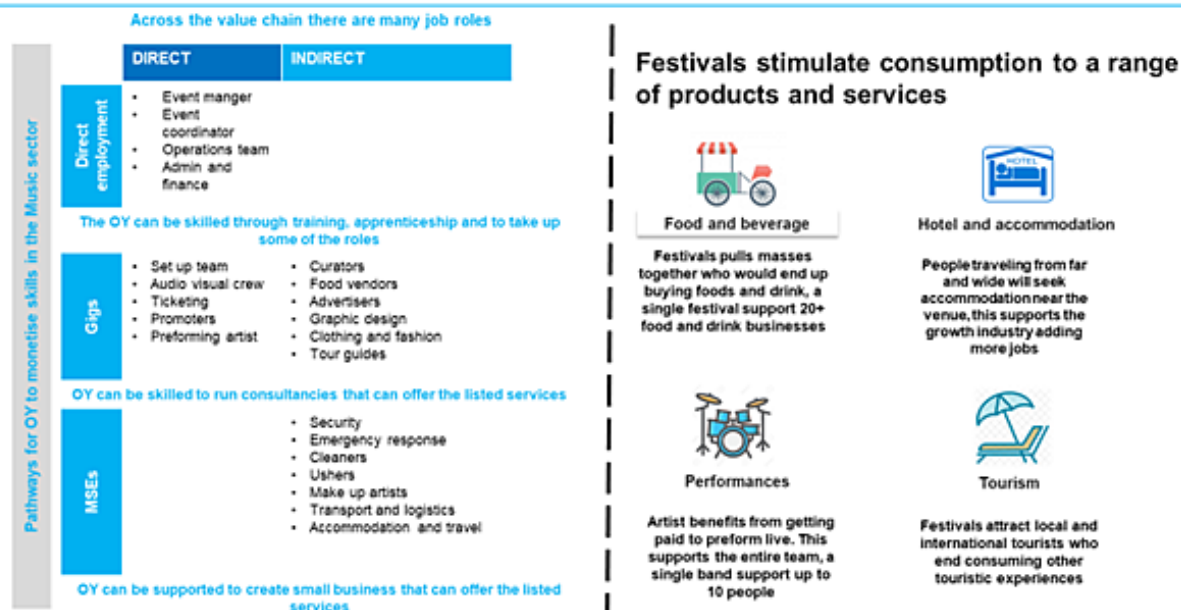 Across the value chain there are many job roles
Pathways for OY to monetise skills in the Music sector
DIRECT
INDIRECT
Direct
employment
• Event manger
• Event
coordinator
• Operations team
• Admin and
finance
The OY can be skilled through training, apprenticeship and to take up
some of the roles
Gigs
• Set up team
• Audio visual crew
• Ticketing
• Promoters
• Preforming artist
• Curators
• Food vendors
• Advertisers
• Graphic design
• Clothing and fashion
• Tour guides
OY can be skilled to run consultancies that can offer the listed services
MSEs
• Security
• Emergency response
• Cleaners
• Ushers
• Make up artists
• Transport and logistics
• Accommodation and travel
OY can be supported to create small business that can offer the listed
services
Festivals stimulate consumption to a range
of products and services
Food and beverage
Festivals pulls masses
together who would end up
buying foods and drink, a
single festival support 20+
food and drink businesses
HOTEL
Hotel and accommodation
People traveling from far
and wide will seek
accommodation near the
venue, this supports the
growth industry adding
more jobs
Performances
Artist benefits from getting
paid to preform live. This
supports the entire team, a
single band support up to
10 people
Tourism
Festivals attract local and
international tourists who
end consuming other
touristic experiences